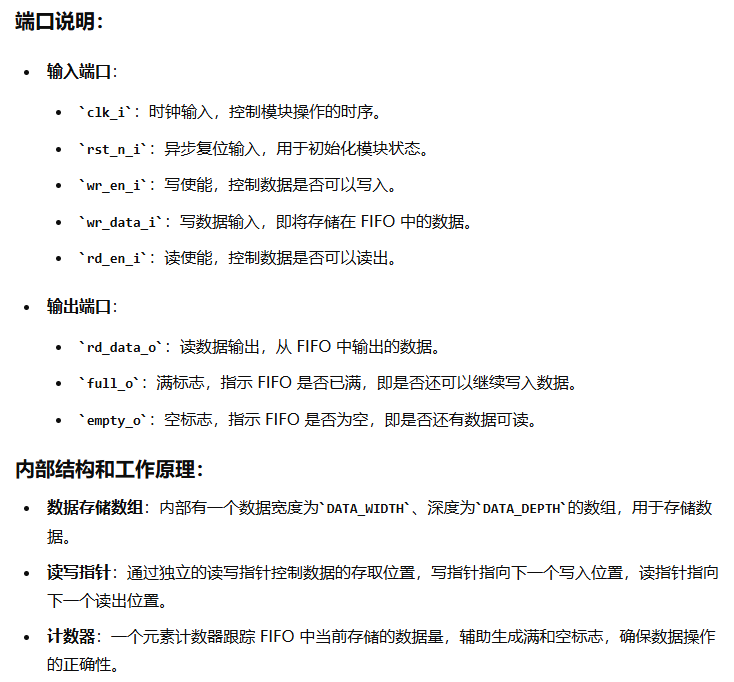 端口说明：
• 输入端口：
• `clk_i`：时钟输入，控制模块操作的时序。
• `rst_n_i`：异步复位输入，用于初始化模块状态。
• `wr_en_i`：写使能，控制数据是否可以写入。
• `wr_data_i`：写数据输入，即将存储在 FIFO 中的数据。
• `rd_en_i`：读使能，控制数据是否可以读出。
• 输出端口：
• `rd_data_o`：读数据输出，从 FIFO 中输出的数据。
• `full_o`：满标志，指示 FIFO 是否已满，即是否还可以继续写入数据。
• `empty_o`：空标志，指示 FIFO 是否为空，即是否还有数据可读。
内部结构和工作原理：
• 数据存储数组：内部有一个数据宽度为`DATA_WIDTH`、深度为`DATA_DEPTH`的数组，用于存储数
据。
• 读写指针：通过独立的读写指针控制数据的存取位置，写指针指向下一个写入位置，读指针指向
下一个读出位置。
• 计数器：一个元素计数器跟踪 FIFO 中当前存储的数据量，辅助生成满和空标志，确保数据操作
的正确性。